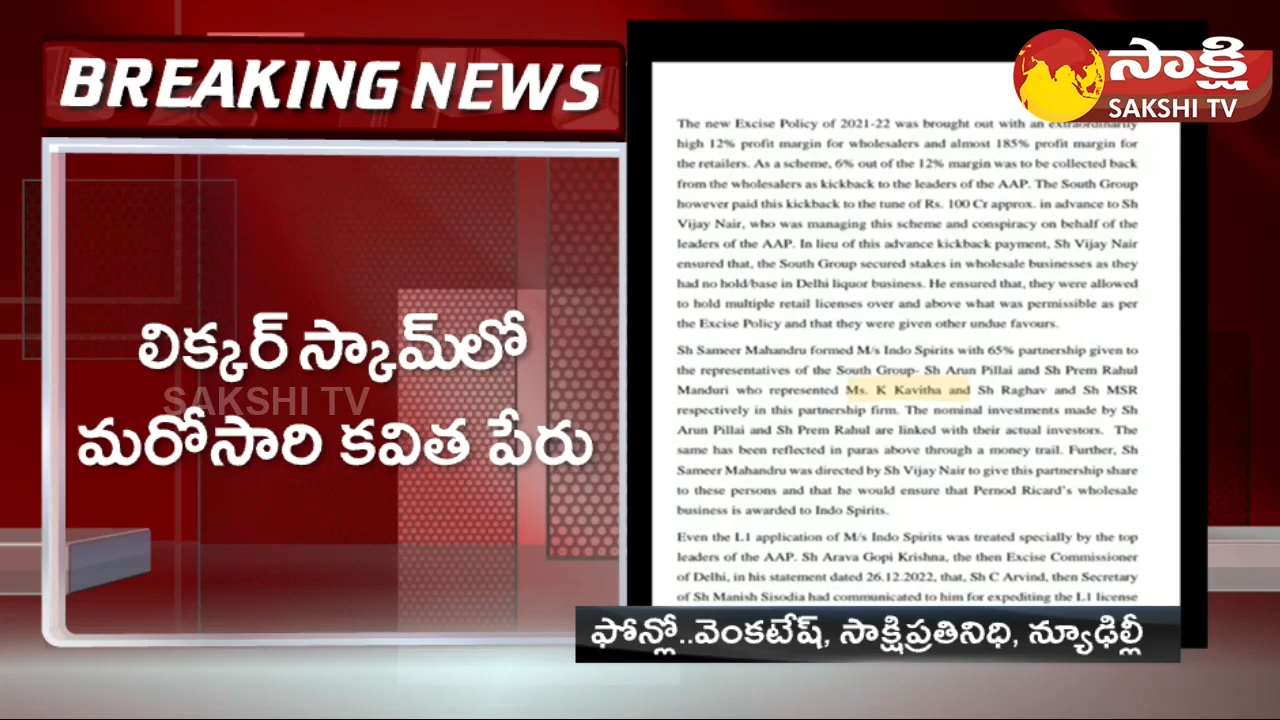 BREAKING NEWS
లిక్కర్ స్కామ్‌లో
SAKSHI TV
మరోసారి కవిత పేరు
సాక్షి
SAKSHI TV
The new Excise Policy of 2021-22 was brought out with an extraordinarily
high 12% profit margin for wholesalers and almost 185% profit margin for
the retailers. As a scheme, 6% out of the 12% margin was to be collected back
from the wholesalers as kickback to the leaders of the AAP. The South Group
however paid this kickback to the tune of Rs. 100 Cr approx. in advance to Sh
Vijay Nair, who was managing this scheme and conspiracy on behalf of the
leaders of the AAP. In lieu of this advance kickback payment, Sh Vijay Nair
ensured that, the South Group secured stakes in wholesale businesses as they
had no hold/base in Delhi liquor business. He ensured that, they were allowed
to hold multiple retail licenses over and above what was permissible as per
the Excise Policy and that they were given other undue favours.
Sh Sameer Mahandru formed M/s Indo Spirits with 65% partnership given to
the representatives of the South Group- Sh Arun Pillai and Sh Prem Rahul
Manduri who represented Ms. K Kavitha and Sh Raghav and Sh MSR
respectively in this partnership firm. The nominal investments made by Sh
Arun Pillai and Sh Prem Rahul are linked with their actual investors. The
same has been reflected in paras above through a money trail. Further, Sh
Sameer Mahandru was directed by Sh Vijay Nair to give this partnership share
to these persons and that he would ensure that Pernod Ricard's wholesale
business is awarded to Indo Spirits.
Even the L1 application of M/s Indo Spirits was treated specially by the top
leaders of the AAP. Sh Arava Gopi Krishna, the then Excise Commissioner
of Delhi, in his statement dated 26.12.2022, that, Sh C Arvind, then Secretary
of Sh Manish Sisodia had communicated to him for expediting the L1 license
ఫోన్లో..వెంకటేష్, సాక్షిప్రతినిధి, న్యూఢిల్లీ